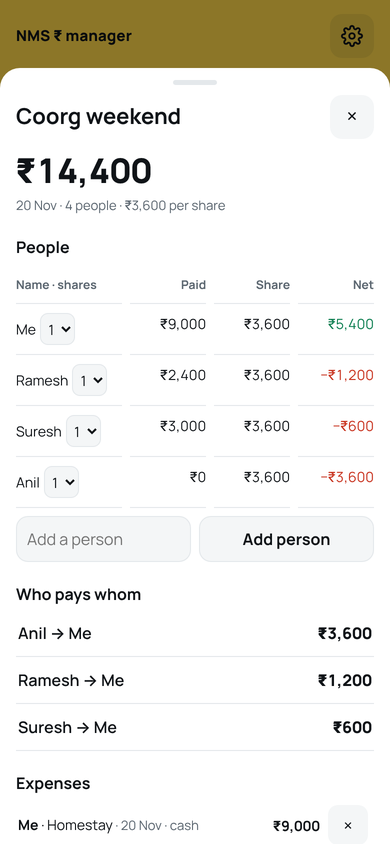 NMS ₹ manager
Coorg weekend ×
₹14,400
20 Nov · 4 people · ₹3,600 per share
People
Name · shares Paid Share Net
Me 1 ₹9,000 ₹3,600 ₹5,400
Ramesh 1 ₹2,400 ₹3,600 −₹1,200
Suresh 1 ₹3,000 ₹3,600 −₹600
Anil 1 ₹0 ₹3,600 −₹3,600
Add a person Add person
Who pays whom
Anil → Me ₹3,600
Ramesh → Me ₹1,200
Suresh → Me ₹600
Expenses
Me · Homestay · 20 Nov · cash ₹9,000 ×